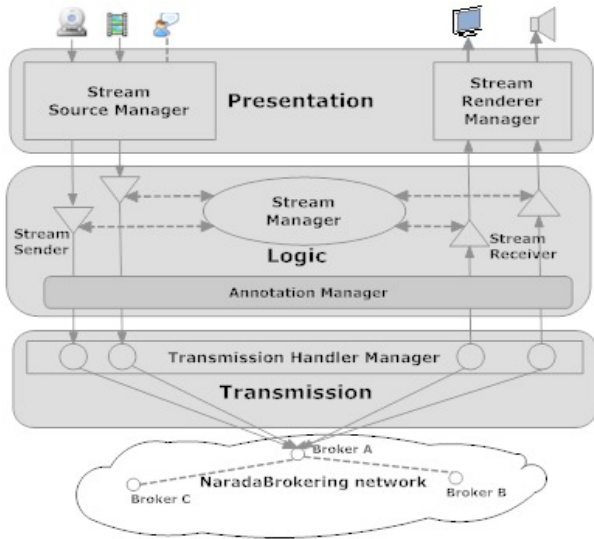 Stream
Source Manager
Presentation
Stream
Renderer
Manager
Stream
Manager
Stream
Sender
Stream
Receiver
Logic
Annotation Manager
Transmission Handler Manager
Transmission
Broker A
NaradaBrokering network
Broker C
Broker B